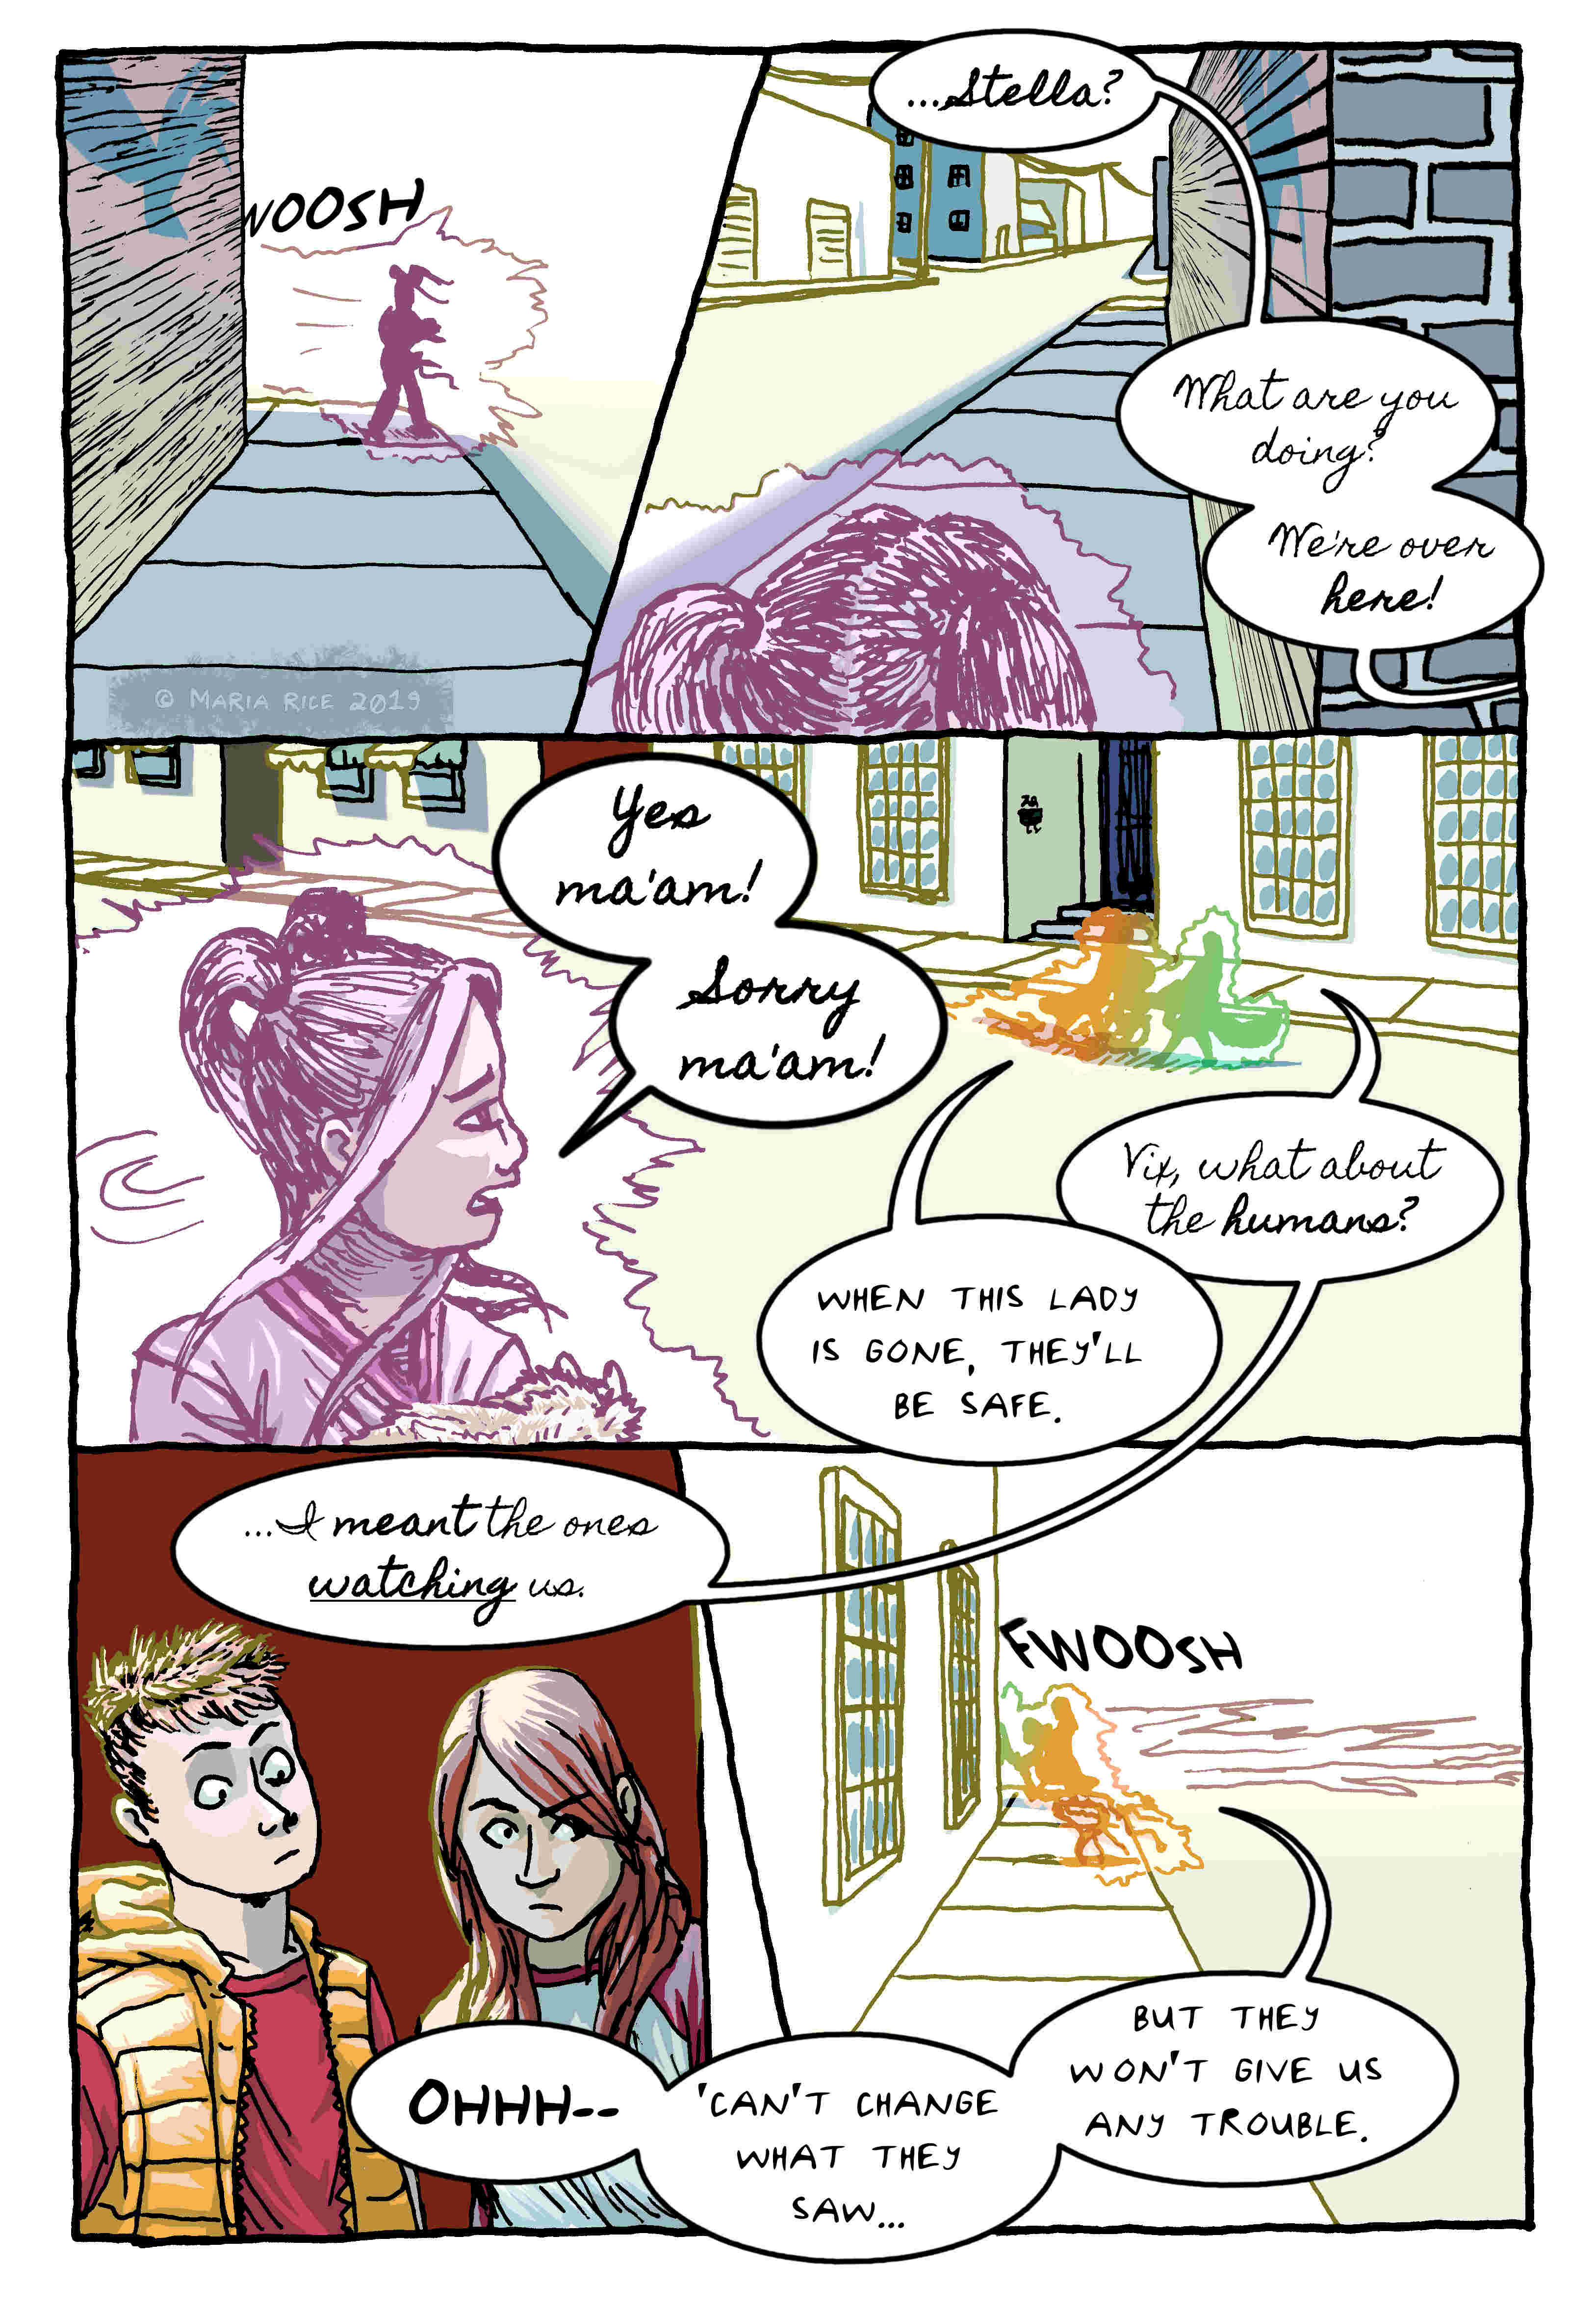 WOOSH
...Stella?
What are you
doing?
We're over
here!
© MARIA RICE 2019
Yes
ma'am!
Sorry
ma'am!
Vix, what about
the humans?
WHEN THIS LADY
IS GONE, THEY'LL
BE SAFE.
...I meant the ones
watching us.
FWOOSH
OHHH--
'CAN'T CHANGE
WHAT THEY
SAW...
BUT THEY
WON'T GIVE US
ANY TROUBLE.